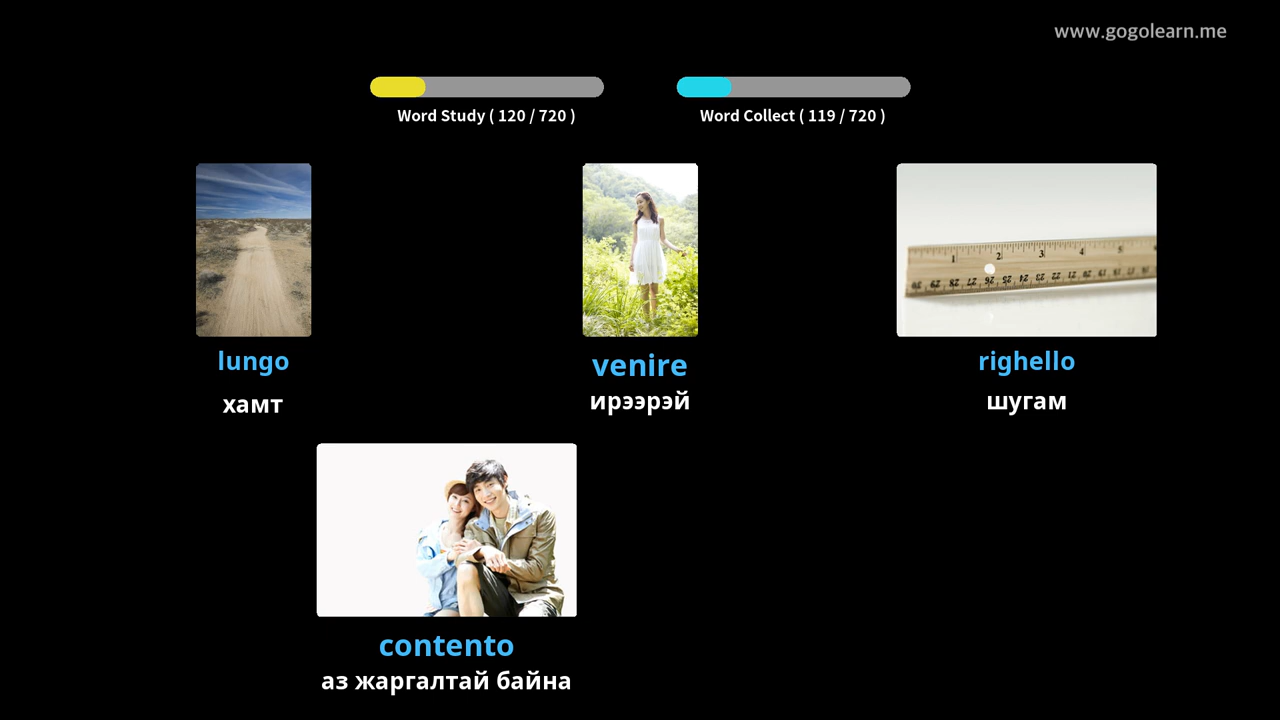 www.gogolearn.me
Word Study ( 120 / 720 )
Word Collect ( 119 / 720 )
lungo
хамт
venire
ирээрэй
righello
шугам
contento
аз жаргалтай байна